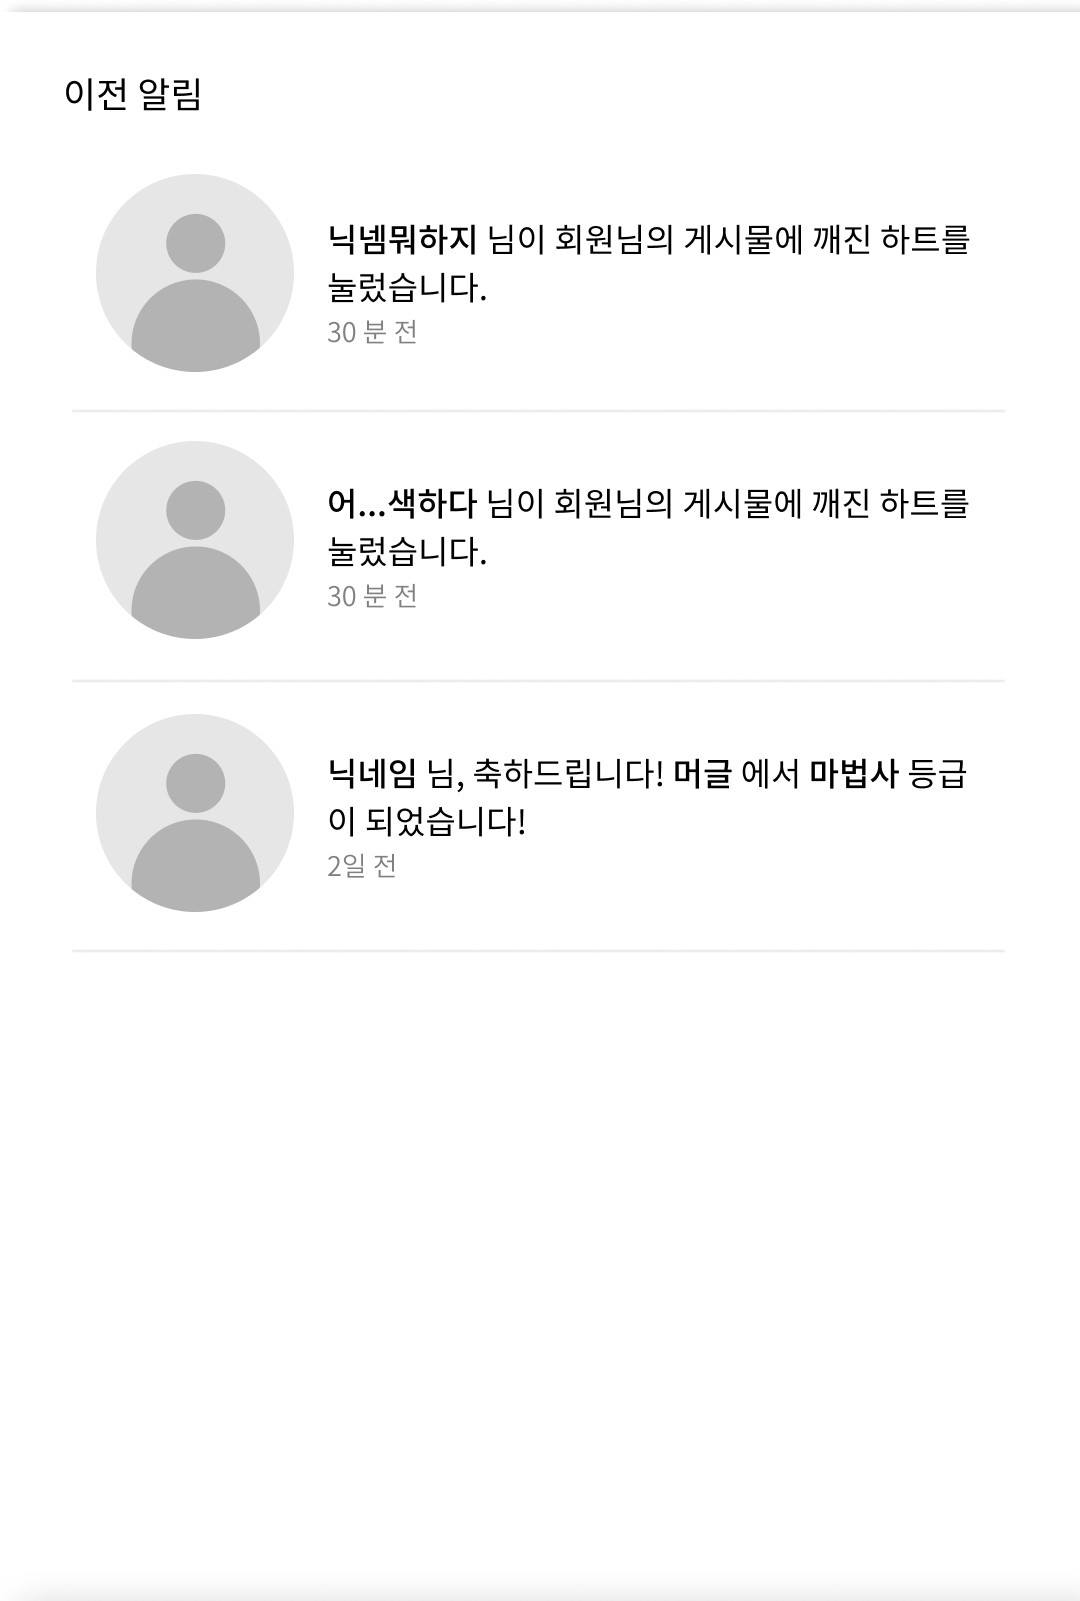 이전 알림
닉넴뭐하지 님이 회원님의 게시물에 깨진 하트를
눌렀습니다.
30 분 전
어...색하다 님이 회원님의 게시물에 깨진 하트를
눌렀습니다.
30 분 전
닉네임 님, 축하드립니다! 머글 에서 마법사 등급
이 되었습니다!
2일 전